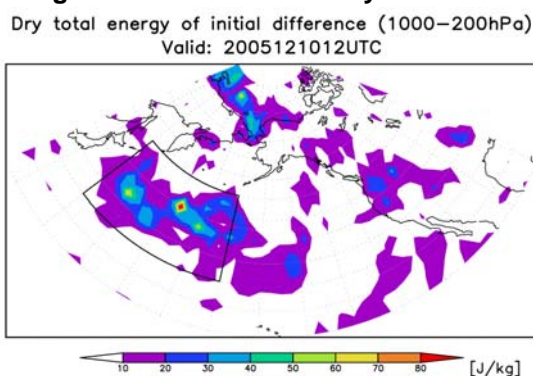 Dry total energy of initial difference (1000−200hPa)
Valid: 2005121012UTC
10 20 30 40 50 60 70 80 [J/kg]